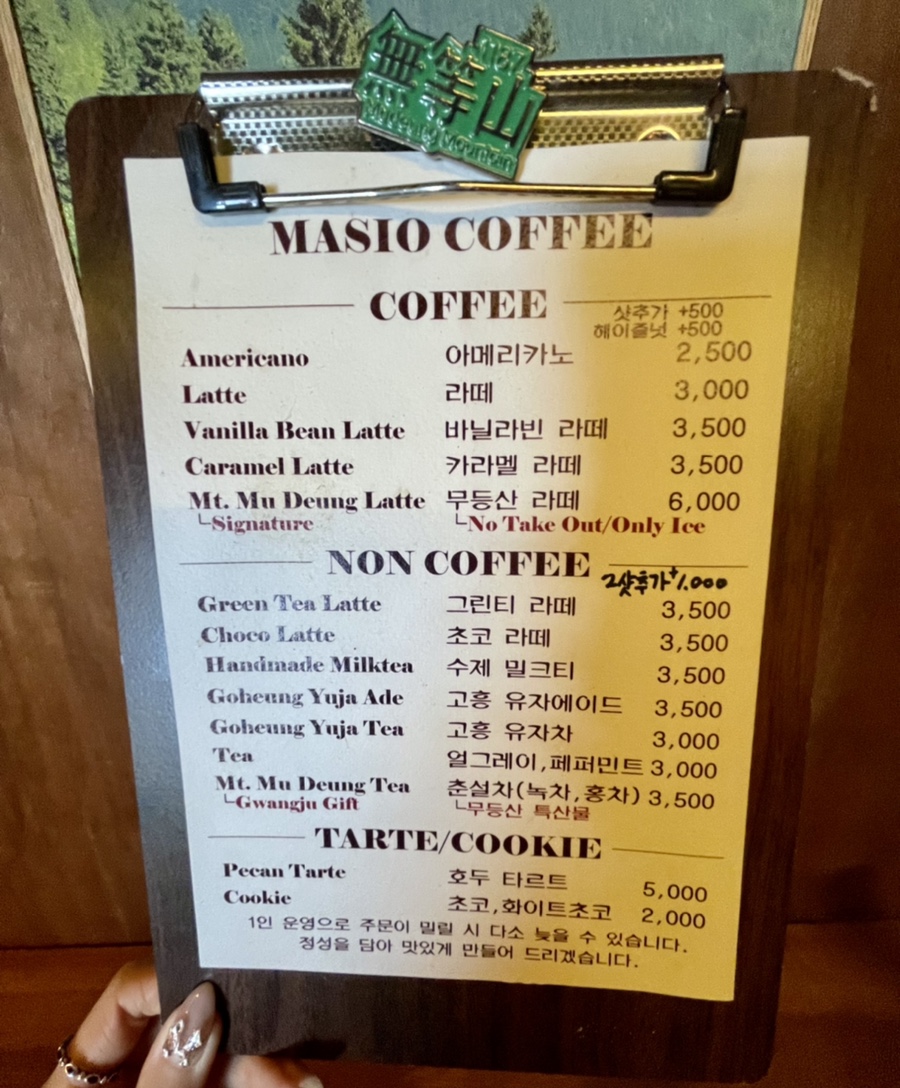 無等山
1187
MASIO COFFEE
COFFEE
샷추가 +500
헤이즐넛 +500
Americano 아메리카노 2,500
Latte 라떼 3,000
Vanilla Bean Latte 바닐라빈 라떼 3,500
Caramel Latte 카라멜 라떼 3,500
Mt. Mu Deung Latte 무등산 라떼 6,000
└Signature └No Take Out/Only Ice
NON COFFEE
2샷추가+1,000
Green Tea Latte 그린티 라떼 3,500
Choco Latte 초코 라떼 3,500
Handmade Milktea 수제 밀크티 3,500
Goheung Yuja Ade 고흥 유자에이드 3,500
Goheung Yuja Tea 고흥 유자차 3,000
Tea 얼그레이,페퍼민트 3,000
Mt. Mu Deung Tea 춘설차(녹차,홍차) 3,500
└Gwangju Gift └무등산 특산물
TARTE/COOKIE
Pecan Tarte 호두 타르트 5,000
Cookie 초코,화이트초코 2,000
1인 운영으로 주문이 밀릴 시 다소 늦을 수 있습니다.
정성을 담아 맛있게 만들어 드리겠습니다.